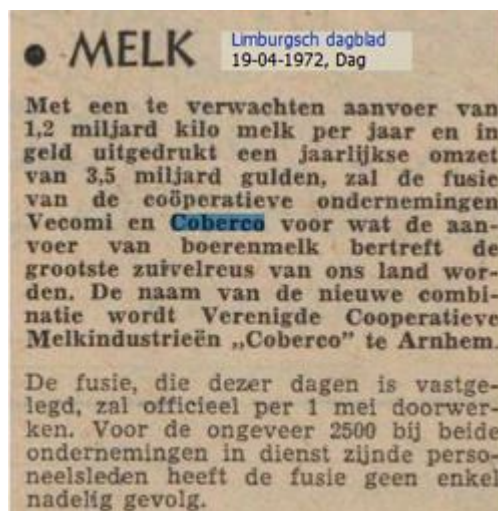 • MELK
Limburgsch dagblad
19-04-1972, Dag
Met een te verwachten aanvoer van
1,2 miljard kilo melk per jaar en in
geld uitgedrukt een jaarlijkse omzet
van 3,5 miljard gulden, zal de fusie
van de coöperatieve ondernemingen
Vecomi en Coberco voor wat de aan-
voer van boerenmelk bertreft de
grootste zuivelreus van ons land wor-
den. De naam van de nieuwe combi-
natie wordt Verenigde Cooperatieve
Melkindustrieën „Coberco” te Arnhem.
De fusie, die dezer dagen is vastge-
legd, zal officieel per 1 mei doorwer-
ken. Voor de ongeveer 2500 bij beide
ondernemingen in dienst zijnde perso-
neelsleden heeft de fusie geen enkel
nadelig gevolg.